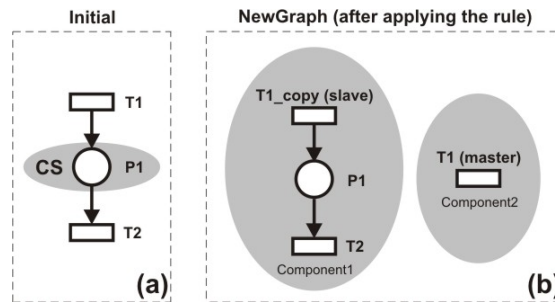 Initial
T1
CS
P1
T2
(a)
NewGraph (after applying the rule)
T1_copy (slave)
P1
T2
Component1
T1 (master)
Component2
(b)